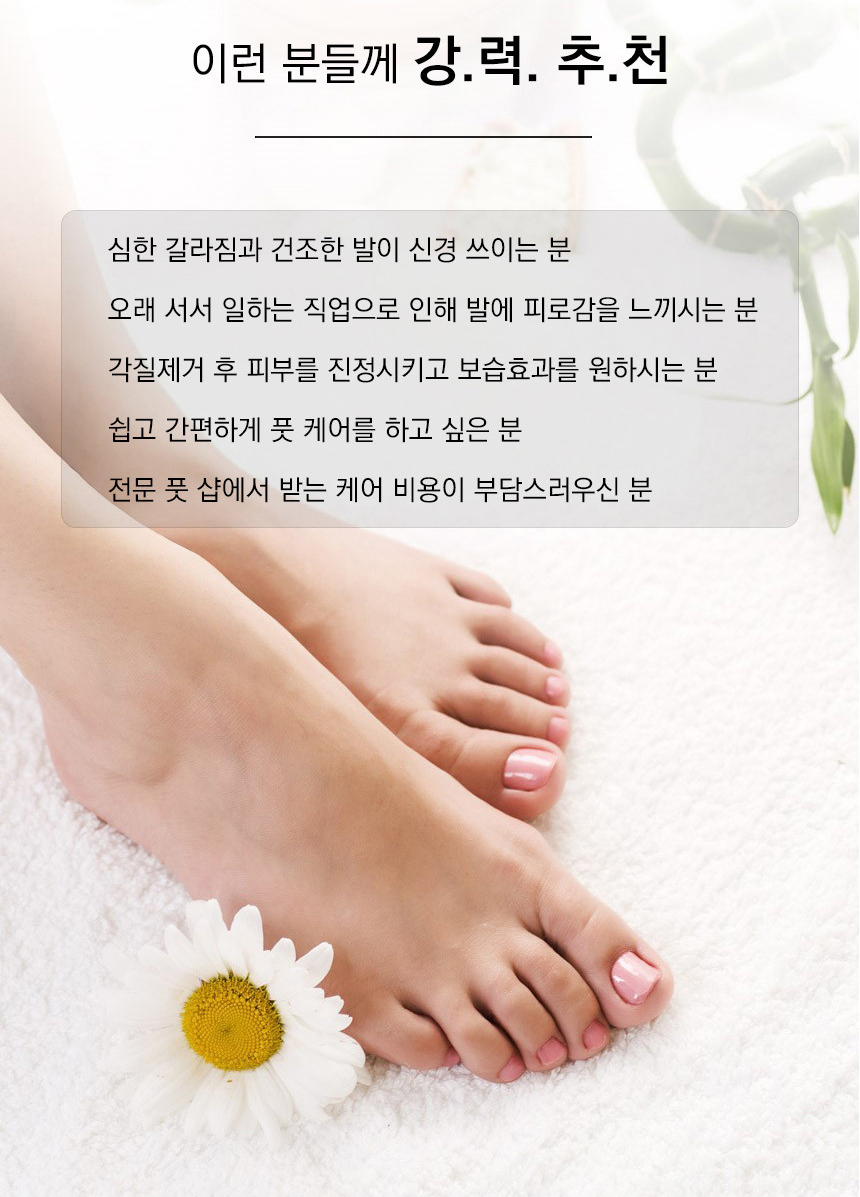 이런 분들께 강.력. 추.천
심한 갈라짐과 건조한 발이 신경 쓰이는 분
오래 서서 일하는 직업으로 인해 발에 피로감을 느끼시는 분
각질제거 후 피부를 진정시키고 보습효과를 원하시는 분
쉽고 간편하게 풋 케어를 하고 싶은 분
전문 풋 샵에서 받는 케어 비용이 부담스러우신 분